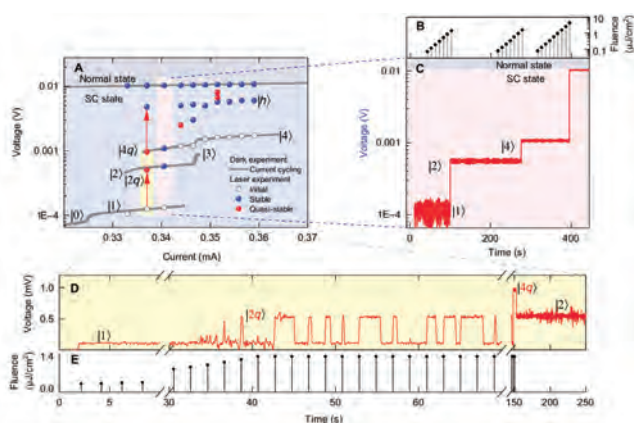 B
Fluence
(μJ/cm²)
10
1
0.1
A
Normal state
SC state
0.01
0.001
1E-4
Voltage (V)
|h⟩
|4q⟩
|4⟩
|3⟩
|2⟩
|2q⟩
|1⟩
|0⟩
Dark experiment
Current cycling
Laser experiment
Initial
Stable
Quasi-stable
0.33
0.34
0.35
0.36
0.37
Current (mA)
C
Normal state
SC state
0.01
0.001
1E-4
Voltage (V)
|4⟩
|2⟩
|1⟩
0
200
400
Time (s)
D
Voltage (mV)
1.0
0.5
0.0
|1⟩
|2q⟩
|4q⟩
|2⟩
E
Fluence
(μJ/cm²)
1.4
0.0
0
5
30
40
50
60
150
200
250
Time (s)